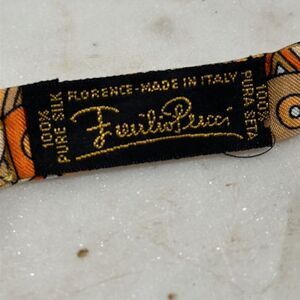 100%
PURE SILK
FLORENCE-MADE IN ITALY
Emilio Pucci
100%
PURA SETA